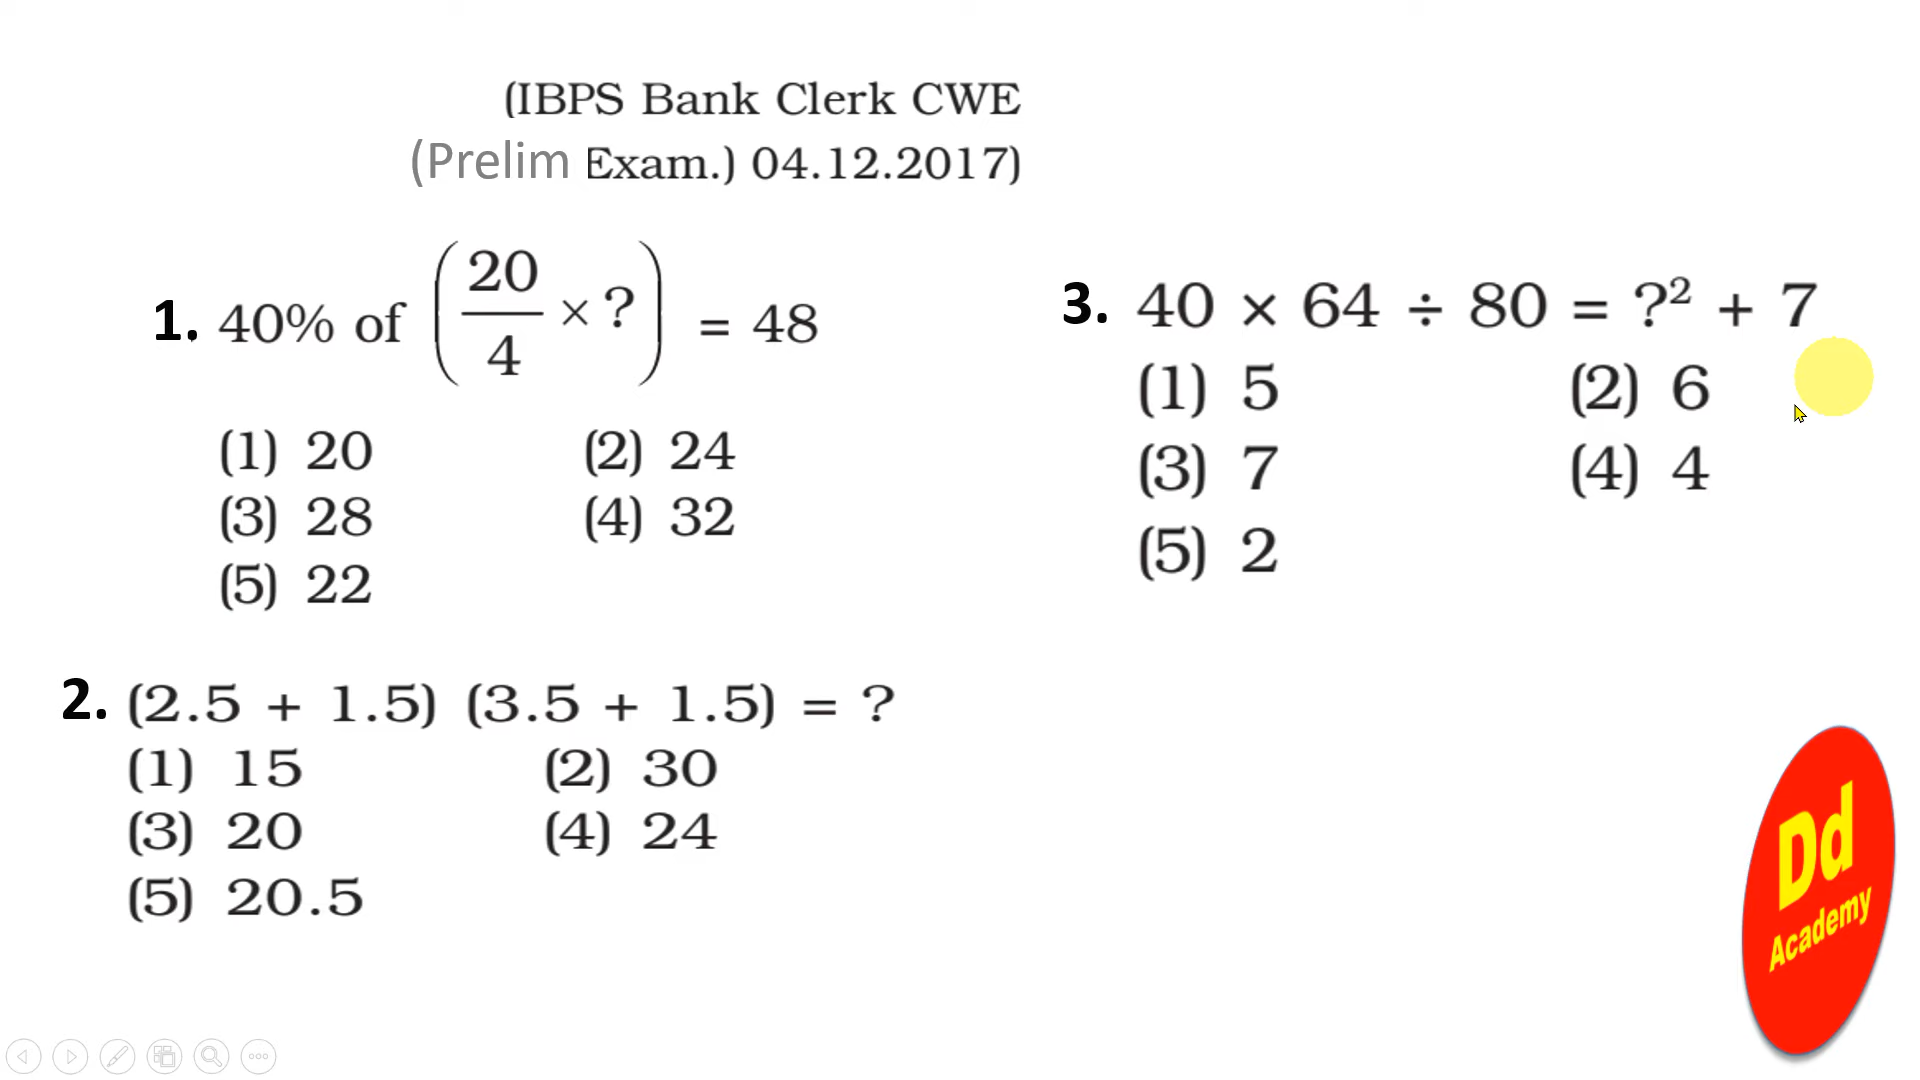 (IBPS Bank Clerk CWE
(Prelim Exam.) 04.12.2017)
1. 40% of (20/4 × ?) = 48
(1) 20 (2) 24
(3) 28 (4) 32
(5) 22
2. (2.5 + 1.5) (3.5 + 1.5) = ?
(1) 15 (2) 30
(3) 20 (4) 24
(5) 20.5
3. 40 × 64 ÷ 80 = ?² + 7
(1) 5 (2) 6
(3) 7 (4) 4
(5) 2
Dd
Academy